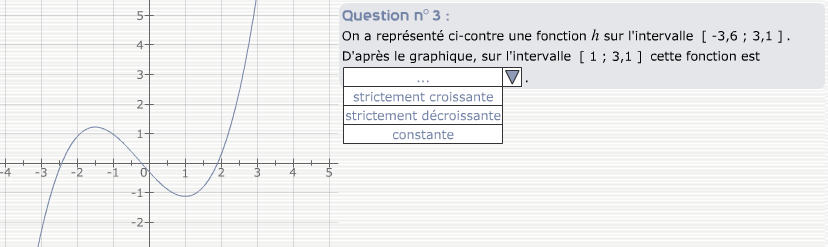 Question n° 3 :
On a représenté ci-contre une fonction h sur l'intervalle [ -3,6 ; 3,1 ] .
D'après le graphique, sur l'intervalle [ 1 ; 3,1 ] cette fonction est
... .
strictement croissante
strictement décroissante
constante
5
4
3
2
1
-4 -3 -2 -1 0 1 2 3 4 5
-1
-2